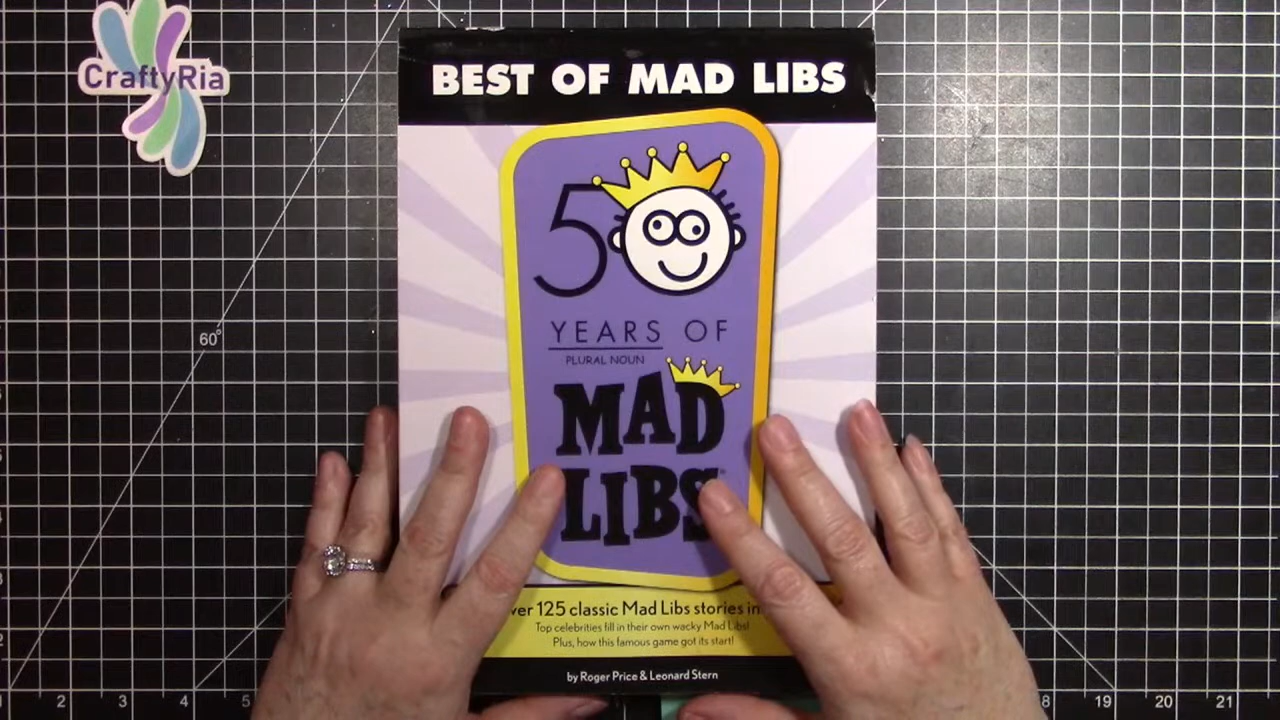 CraftyRia
BEST OF MAD LIBS
50
YEARS OF
PLURAL NOUN
MAD
LIBS
125 classic Mad Libs stories in
Top celebrities fill in their own wacky Mad Libs!
Plus, how this famous game got its start!
by Roger Price & Leonard Stern
60°
1
2
3
5
8
19
20
21